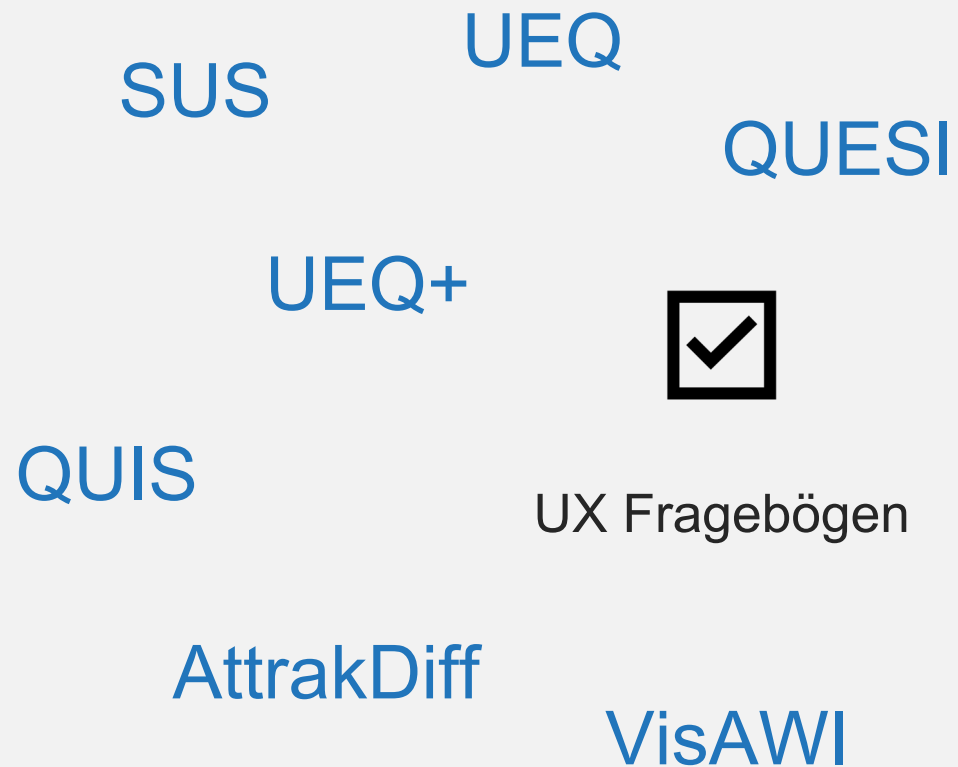 UEQ
SUS
QUESI
UEQ+
QUIS
UX Fragebögen
AttrakDiff
VisAWI